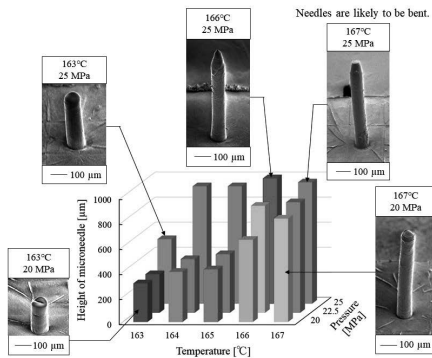 Needles are likely to be bent.
166℃
25 MPa
100 µm
163℃
25 MPa
100 µm
167℃
25 MPa
100 µm
163℃
20 MPa
100 µm
167℃
20 MPa
100 µm
Height of microneedle [µm]
1000
800
600
400
200
0
163
164
165
166
167
Temperature [℃]
20
22.5
25
Pressure
[MPa]